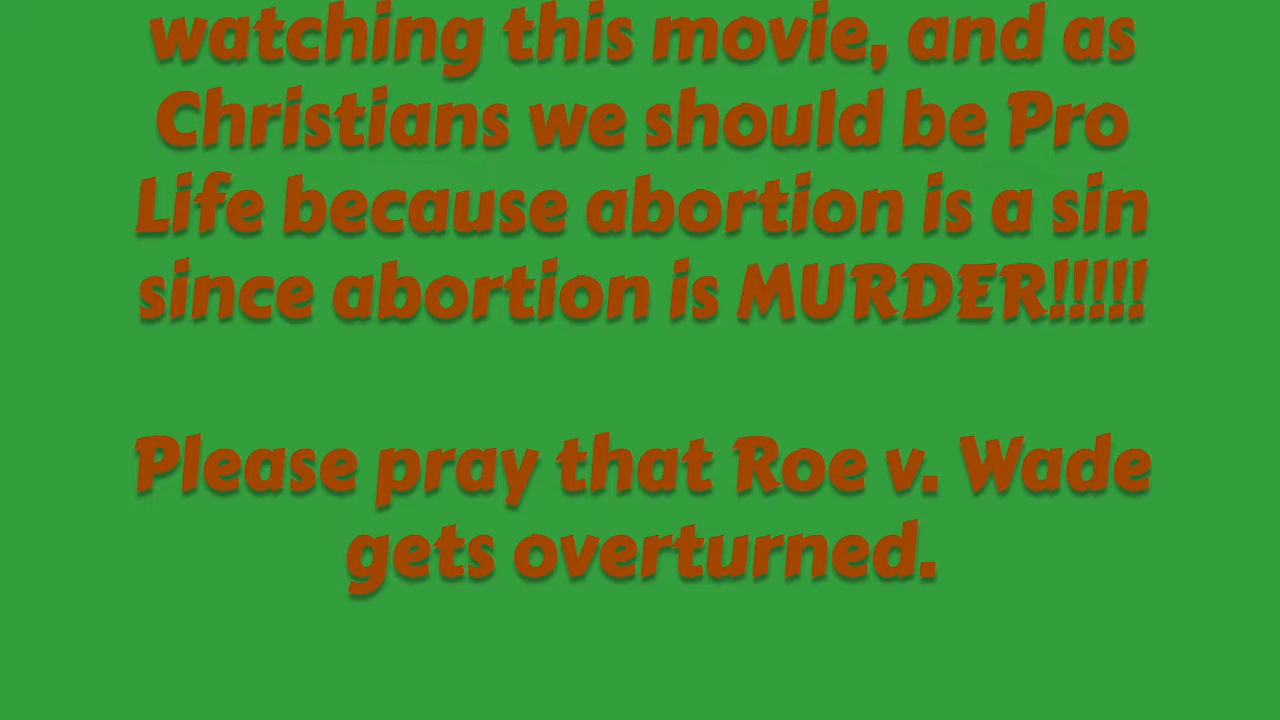 watching this movie, and as
Christians we should be Pro
Life because abortion is a sin
since abortion is MURDER!!!!!
Please pray that Roe v. Wade
gets overturned.